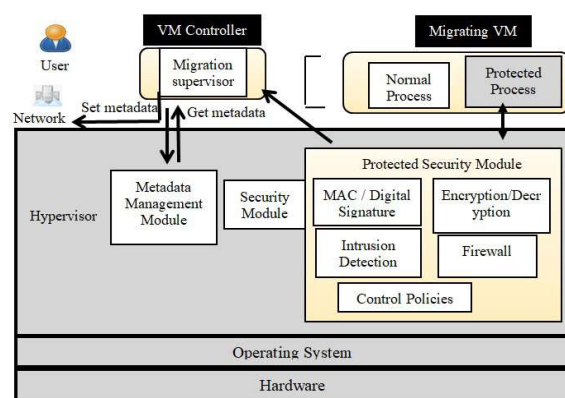 VM Controller
Migrating VM
User
Migration
supervisor
Normal
Process
Protected
Process
Network
Set metadata
Get metadata
Hypervisor
Metadata
Management
Module
Security
Module
Protected Security Module
MAC / Digital
Signature
Encryption/Decr
yption
Intrusion
Detection
Firewall
Control Policies
Operating System
Hardware